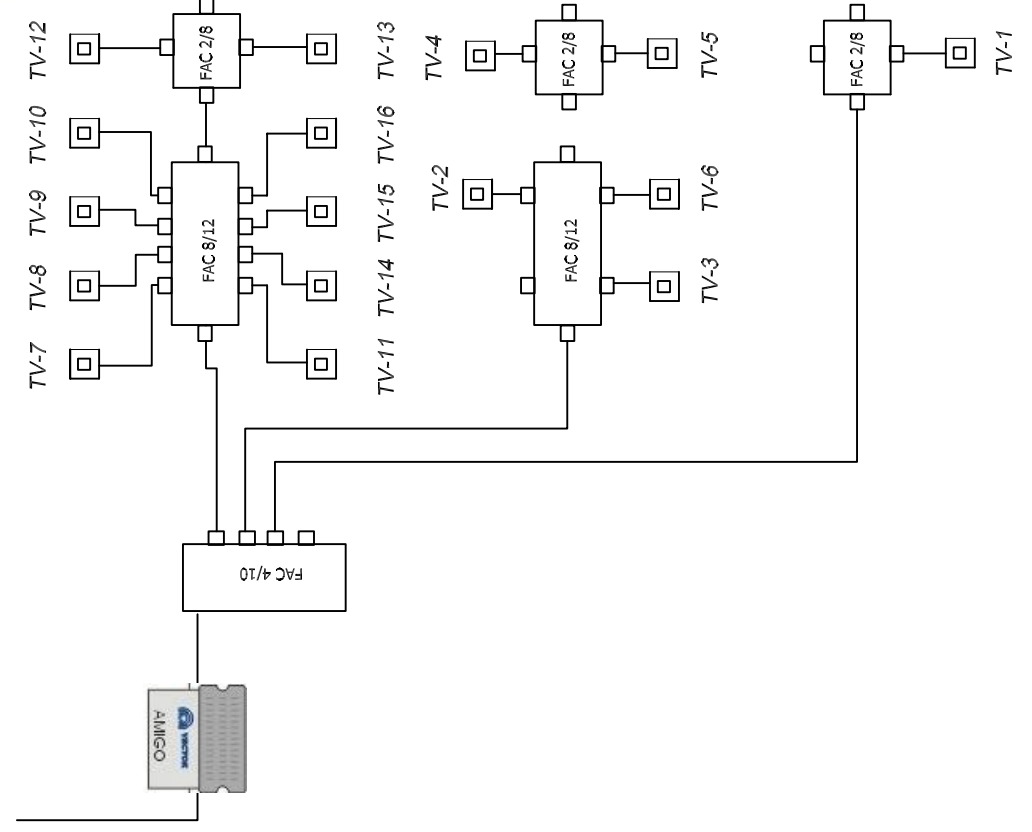 TV-12
FAC 2/8
TV-13
TV-4
FAC 2/8
TV-5
FAC 2/8
TV-1
TV-10
TV-16
TV-9
FAC 8/12
TV-15
TV-2
FAC 8/12
TV-6
TV-8
TV-14
TV-3
TV-7
TV-11
FAC 4/10
VECTOR
AMIGO